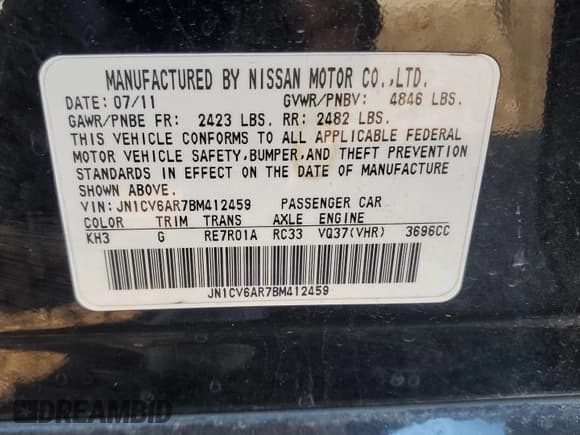 MANUFACTURED BY NISSAN MOTOR CO.,LTD.
DATE: 07/11 GVWR/PNBV: 4846 LBS.
GAWR/PNBE FR: 2423 LBS. RR: 2482 LBS.
THIS VEHICLE CONFORMS TO ALL APPLICABLE FEDERAL
MOTOR VEHICLE SAFETY,BUMPER,AND THEFT PREVENTION
STANDARDS IN EFFECT ON THE DATE OF MANUFACTURE
SHOWN ABOVE.
VIN: JN1CV6AR7BM412459 PASSENGER CAR
COLOR TRIM TRANS AXLE ENGINE
KH3 G RE7R01A RC33 VQ37(VHR) 3696CC
JN1CV6AR7BM412459
DREAMBID